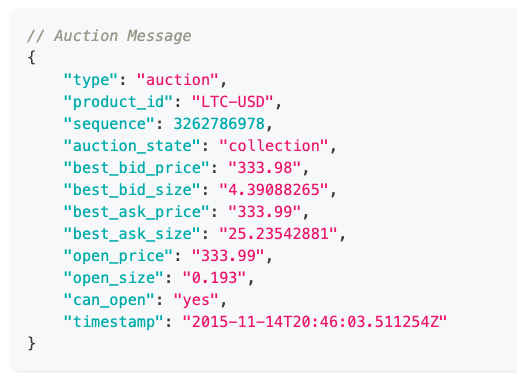 // Auction Message
{
    "type": "auction",
    "product_id": "LTC-USD",
    "sequence": 3262786978,
    "auction_state": "collection",
    "best_bid_price": "333.98",
    "best_bid_size": "4.39088265",
    "best_ask_price": "333.99",
    "best_ask_size": "25.23542881",
    "open_price": "333.99",
    "open_size": "0.193",
    "can_open": "yes",
    "timestamp": "2015-11-14T20:46:03.511254Z"
}